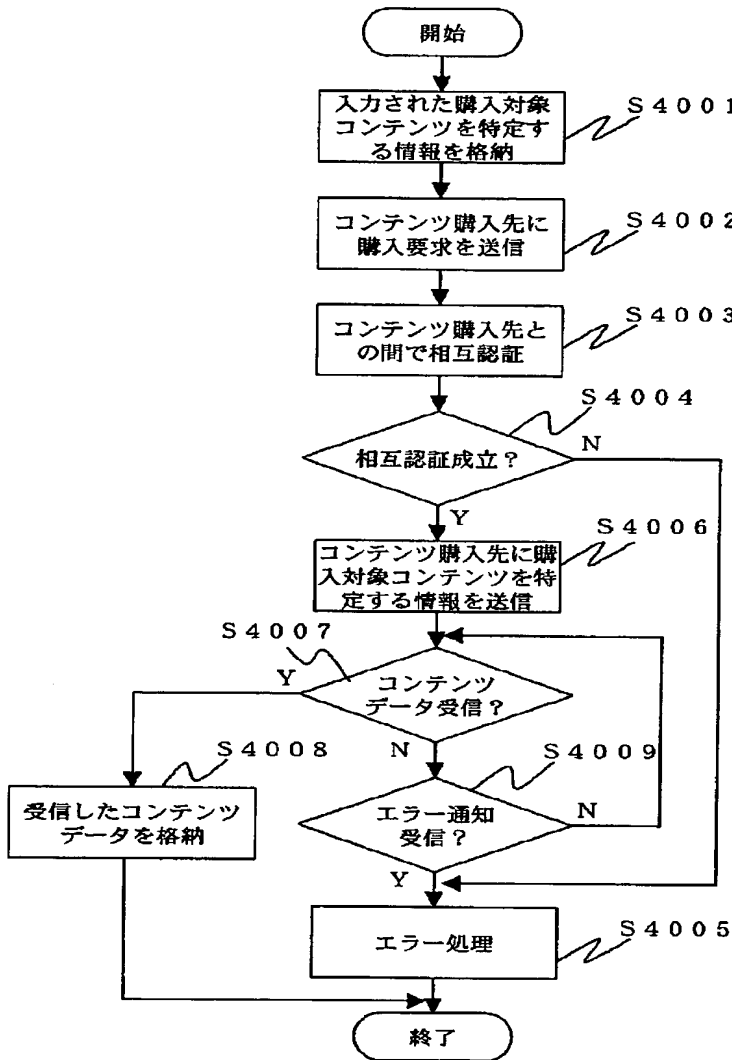 開始
入力された購入対象
コンテンツを特定す
る情報を格納
S4001
コンテンツ購入先に
購入要求を送信
S4002
コンテンツ購入先と
の間で相互認証
S4003
S4004
相互認証成立?
N
Y
S4006
コンテンツ購入先に購
入対象コンテンツを特
定する情報を送信
S4007
Y
コンテンツ
データ受信?
N
S4008
受信したコンテンツ
データを格納
S4009
エラー通知
受信?
N
Y
エラー処理
S4005
終了